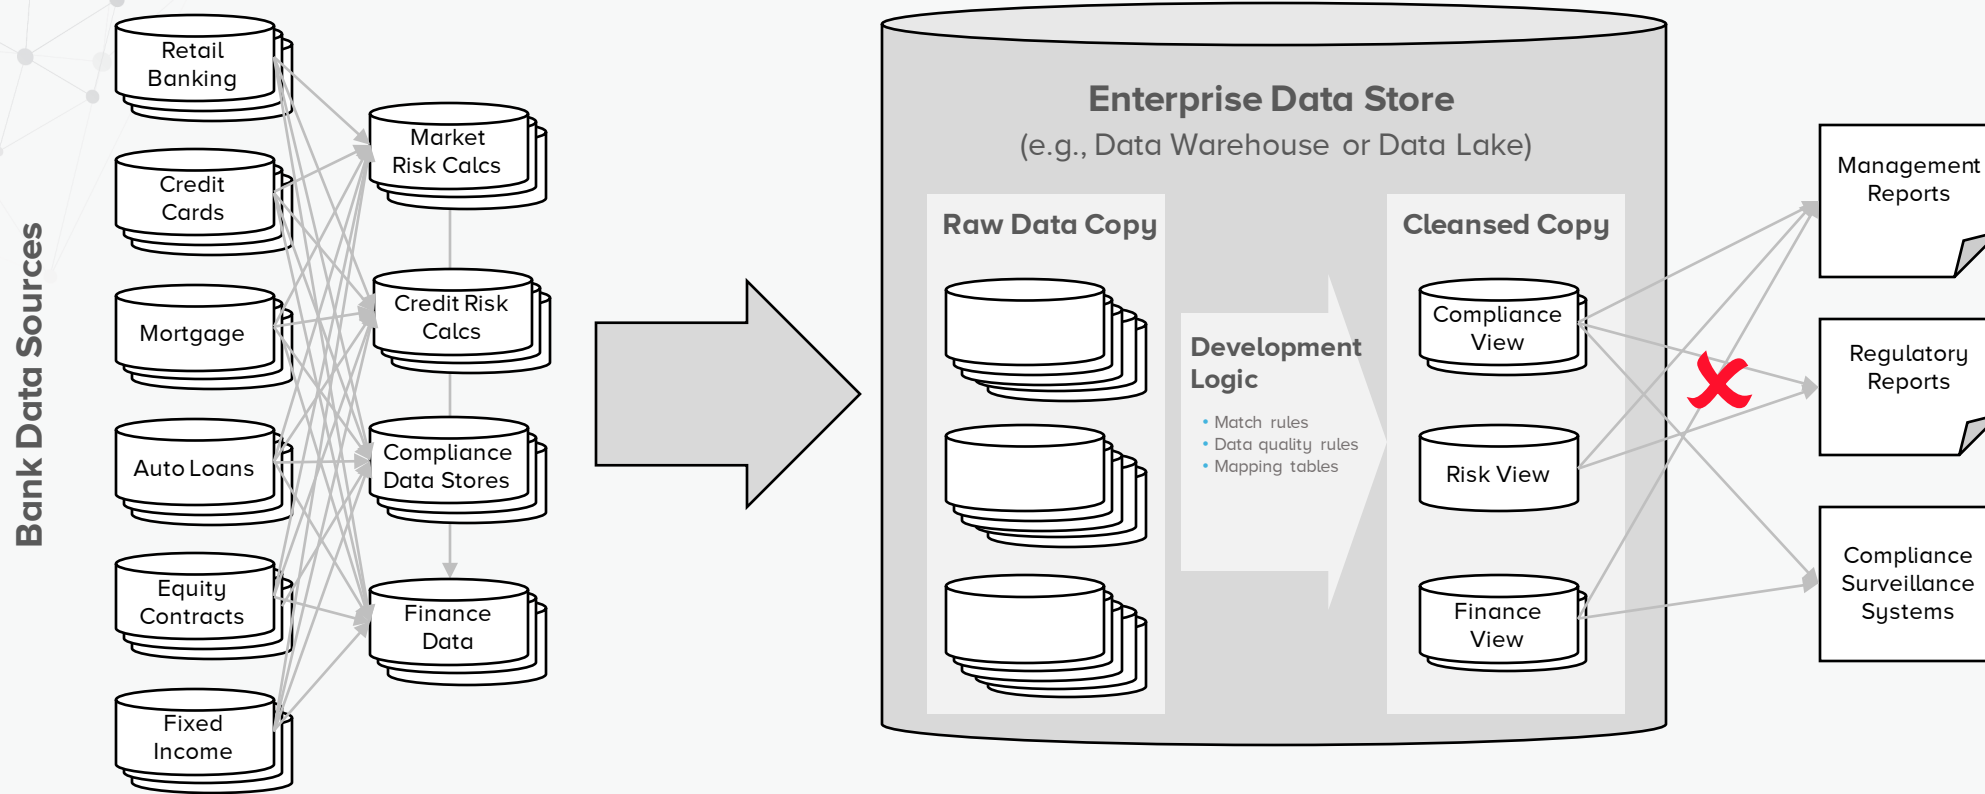 Bank Data Sources
Retail
Banking
Credit
Cards
Mortgage
Auto Loans
Equity
Contracts
Fixed
Income
Market
Risk Calcs
Credit Risk
Calcs
Compliance
Data Stores
Finance
Data
Enterprise Data Store
(e.g., Data Warehouse or Data Lake)
Raw Data Copy
Development
Logic
• Match rules
• Data quality rules
• Mapping tables
Cleansed Copy
Compliance
View
Risk View
Finance
View
Management
Reports
Regulatory
Reports
Compliance
Surveillance
Systems